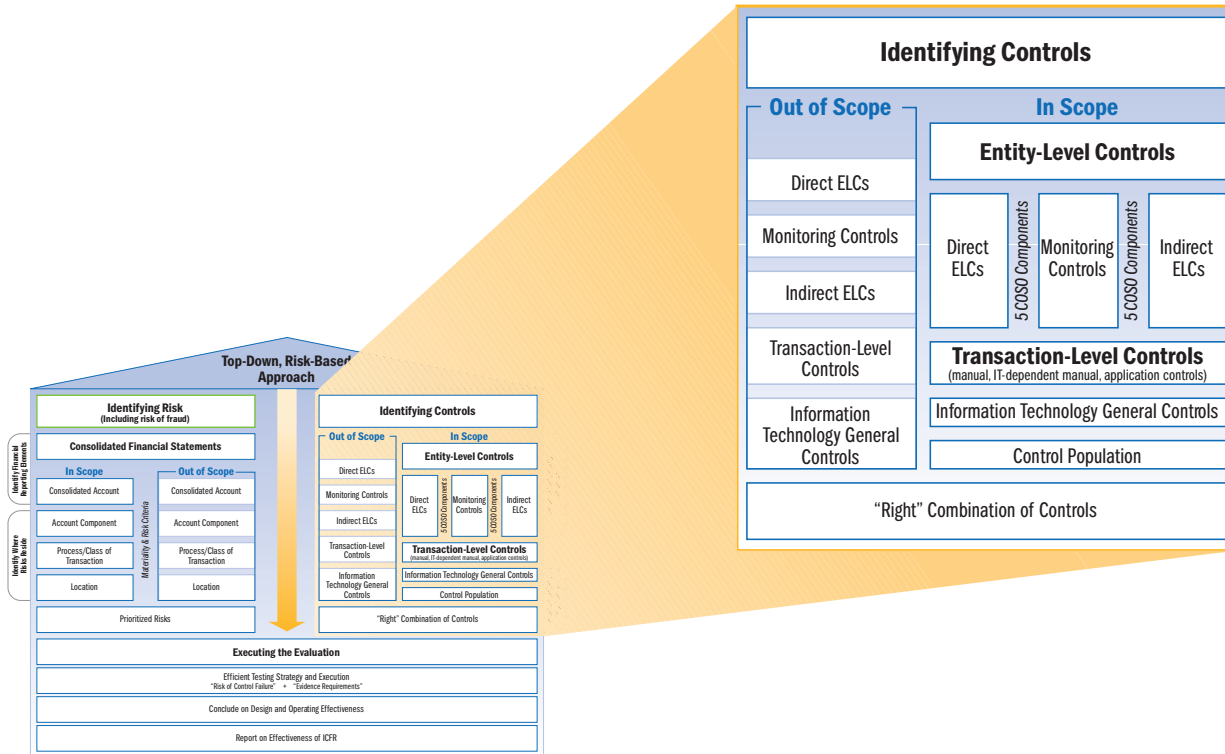 Identifying Controls
Out of Scope
Direct ELCs
Monitoring Controls
Indirect ELCs
Transaction-Level
Controls
Information
Technology General
Controls
In Scope
Entity-Level Controls
Direct
ELCs
5 COSO Components
Monitoring
Controls
5 COSO Components
Indirect
ELCs
Transaction-Level Controls
(manual, IT-dependent manual, application controls)
Information Technology General Controls
Control Population
“Right” Combination of Controls
Top-Down, Risk-Based
Approach
Identifying Risk
(Including risk of fraud)
Identify Financial
Reporting Elements
Consolidated Financial Statements
In Scope
Consolidated Account
Account Component
Process/Class of
Transaction
Location
Identify Where
Risks Reside
Materiality & Risk Criteria
Out of Scope
Consolidated Account
Account Component
Process/Class of
Transaction
Location
Prioritized Risks
Identifying Controls
Out of Scope
Direct ELCs
Monitoring Controls
Indirect ELCs
Transaction-Level
Controls
Information
Technology General
Controls
In Scope
Entity-Level Controls
Direct
ELCs
5 COSO Components
Monitoring
Controls
5 COSO Components
Indirect
ELCs
Transaction-Level Controls
(manual, IT-dependent manual, application controls)
Information Technology General Controls
Control Population
“Right” Combination of Controls
Executing the Evaluation
Efficient Testing Strategy and Execution
“Risk of Control Failure” + “Evidence Requirements”
Conclude on Design and Operating Effectiveness
Report on Effectiveness of ICFR